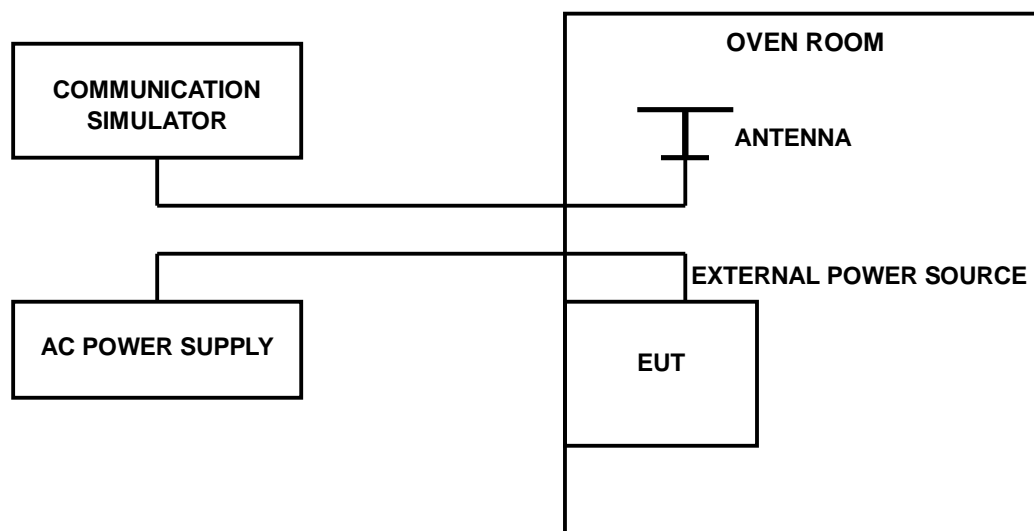 OVEN ROOM
COMMUNICATION
SIMULATOR
ANTENNA
EXTERNAL POWER SOURCE
AC POWER SUPPLY
EUT